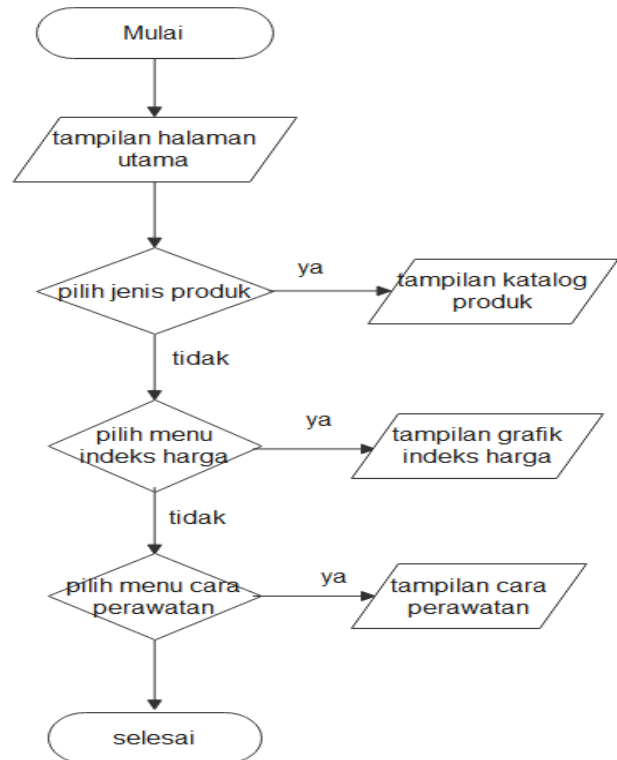 Mulai
tampilan halaman
utama
pilih jenis produk
ya
tampilan katalog
produk
tidak
pilih menu
indeks harga
ya
tampilan grafik
indeks harga
tidak
pilih menu cara
perawatan
ya
tampilan cara
perawatan
selesai